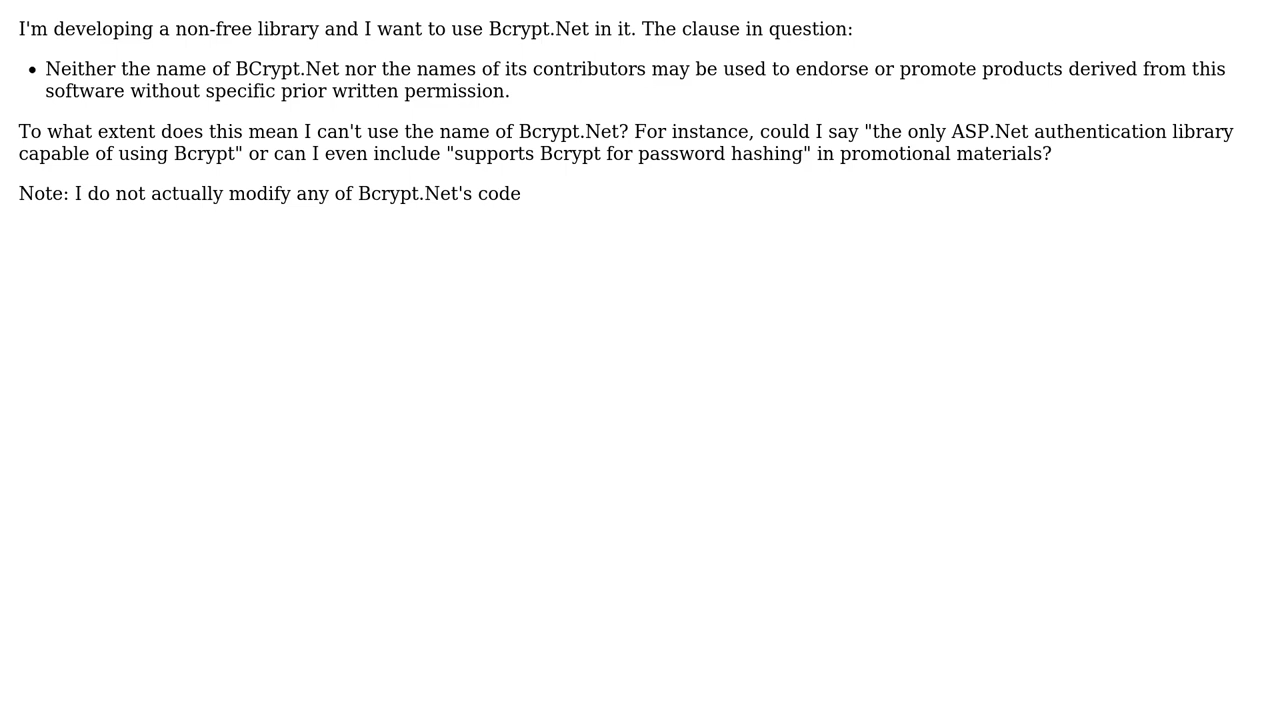 I'm developing a non-free library and I want to use Bcrypt.Net in it. The clause in question:
• Neither the name of BCrypt.Net nor the names of its contributors may be used to endorse or promote products derived from this
software without specific prior written permission.
To what extent does this mean I can't use the name of Bcrypt.Net? For instance, could I say "the only ASP.Net authentication library
capable of using Bcrypt" or can I even include "supports Bcrypt for password hashing" in promotional materials?
Note: I do not actually modify any of Bcrypt.Net's code